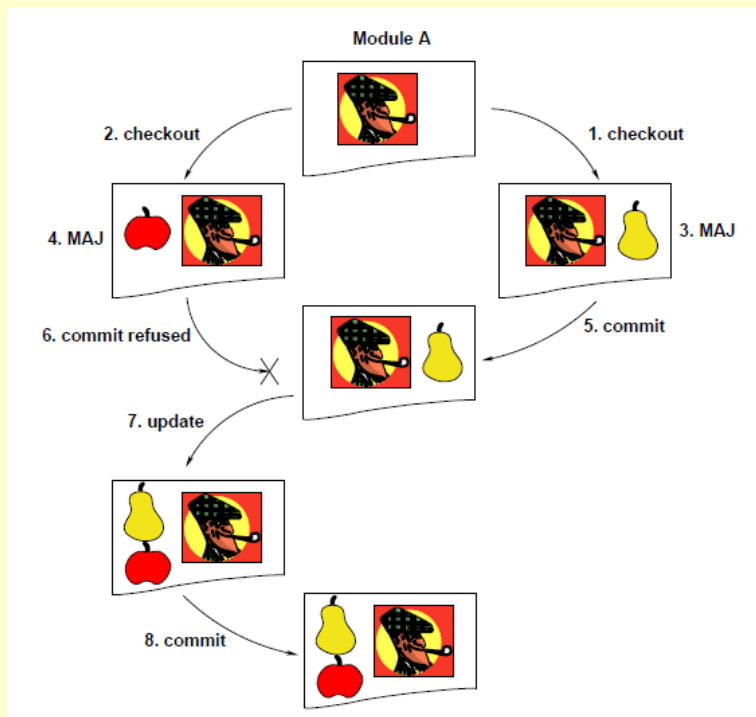 Module A
2. checkout
1. checkout
4. MAJ
3. MAJ
6. commit refused
5. commit
7. update
8. commit